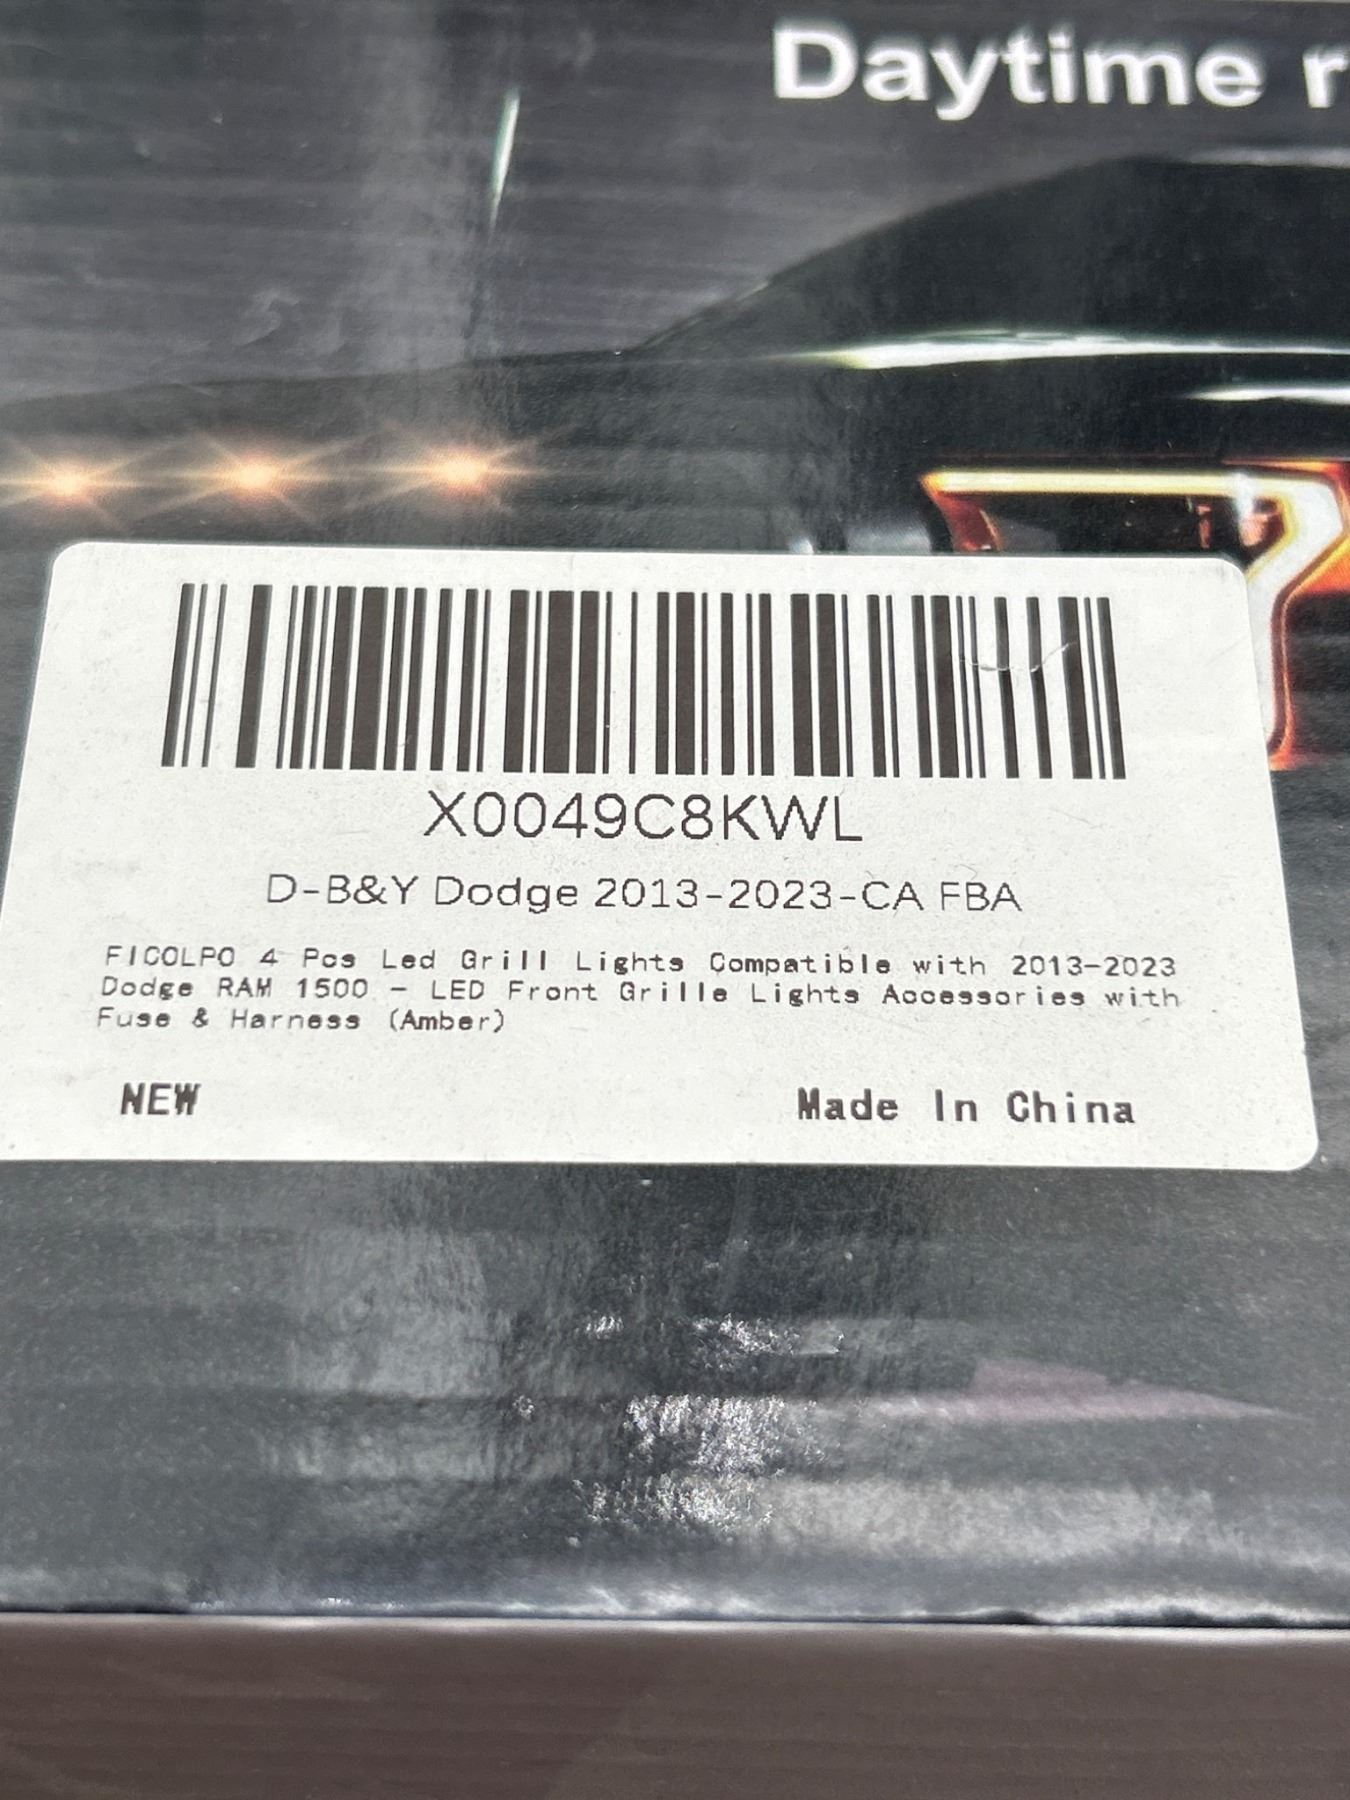 Daytime r
X0049C8KWL
D-B&Y Dodge 2013-2023-CA FBA
FICOLPO 4 Pcs Led Grill Lights Compatible with 2013-2023
Dodge RAM 1500 - LED Front Grille Lights Accessories with
Fuse & Harness (Amber)
NEW
Made In China